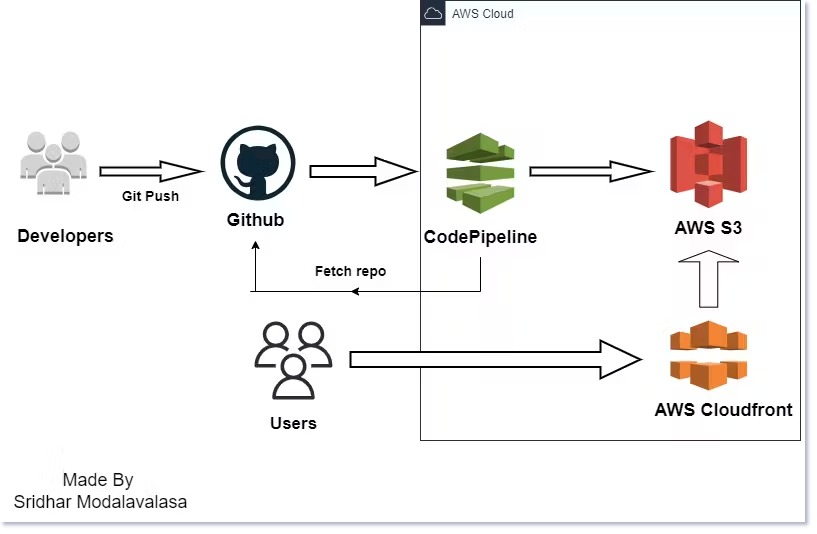 AWS Cloud
Git Push
Developers
Github
CodePipeline
AWS S3
Fetch repo
Users
AWS Cloudfront
Made By
Sridhar Modalavalasa